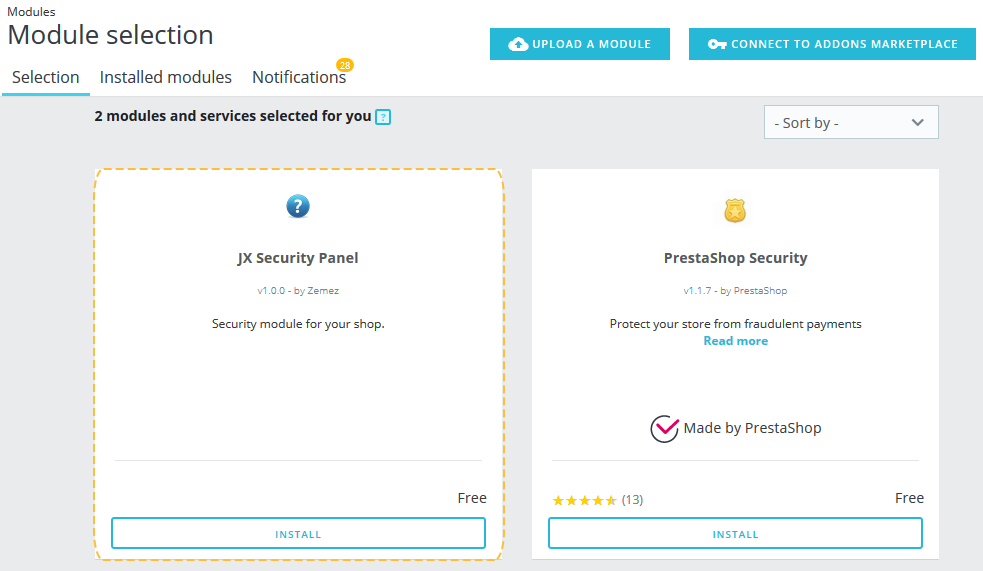 Modules
Module selection
UPLOAD A MODULE
CONNECT TO ADDONS MARKETPLACE
Selection
Installed modules
Notifications
28
2 modules and services selected for you ?
- Sort by -
?
JX Security Panel
v1.0.0 - by Zemez
Security module for your shop.
Free
INSTALL
PrestaShop Security
v1.1.7 - by PrestaShop
Protect your store from fraudulent payments
Read more
Made by PrestaShop
(13)
Free
INSTALL